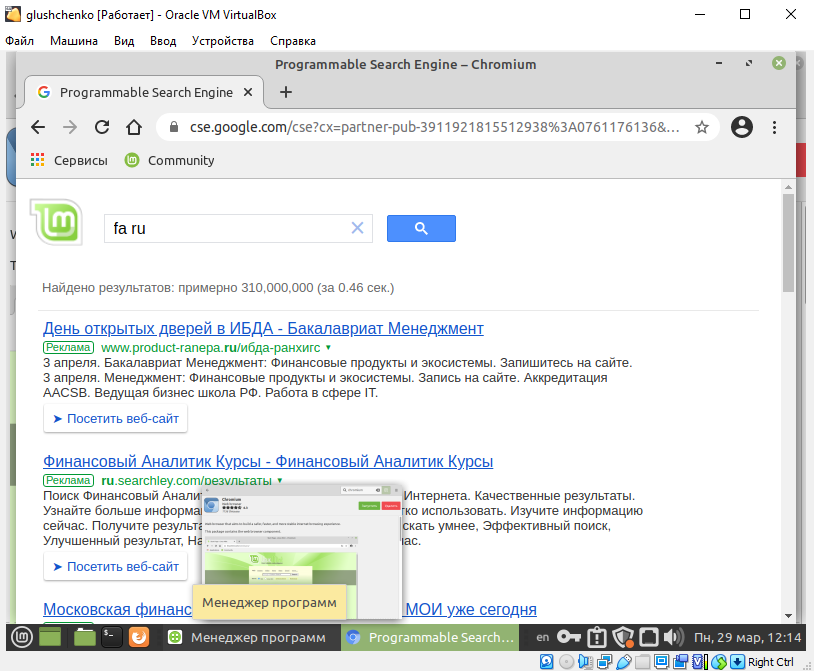 glushchenko [Работает] - Oracle VM VirtualBox
Файл Машина Вид Ввод Устройства Справка
Programmable Search Engine – Chromium
Programmable Search Engine
cse.google.com/cse?cx=partner-pub-3911921815512938%3A0761176136&...
Сервисы Community
fa ru
Найдено результатов: примерно 310,000,000 (за 0.46 сек.)
День открытых дверей в ИБДА - Бакалавриат Менеджмент
Реклама www.product-ranepa.ru/ибда-ранхигс
3 апреля. Бакалавриат Менеджмент: Финансовые продукты и экосистемы. Запишитесь на сайте.
3 апреля. Менеджмент: Финансовые продукты и экосистемы. Запись на сайте. Аккредитация
AACSB. Ведущая бизнес школа РФ. Работа в сфере IT.
➤ Посетить веб-сайт
Финансовый Аналитик Курсы - Финансовый Аналитик Курсы
Реклама ru.searchley.com/результаты
Поиск Финансовый Анали Интернета. Качественные результаты.
Узнайте больше информа ко использовать. Изучите информацию
сейчас. Получите результа скать умнее, Эффективный поиск,
Улучшенный результат, На ас.
Chromium
➤ Посетить веб-сайт
Менеджер программ
Московская финанс МОИ уже сегодня
Менеджер программ Programmable Search... en Пн, 29 мар, 12:14
Right Ctrl